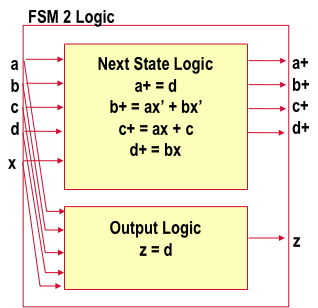 FSM 2 Logic
a
b
c
d
x
Next State Logic
a+ = d
b+ = ax' + bx'
c+ = ax + c
d+ = bx
a+
b+
c+
d+
Output Logic
z = d
z